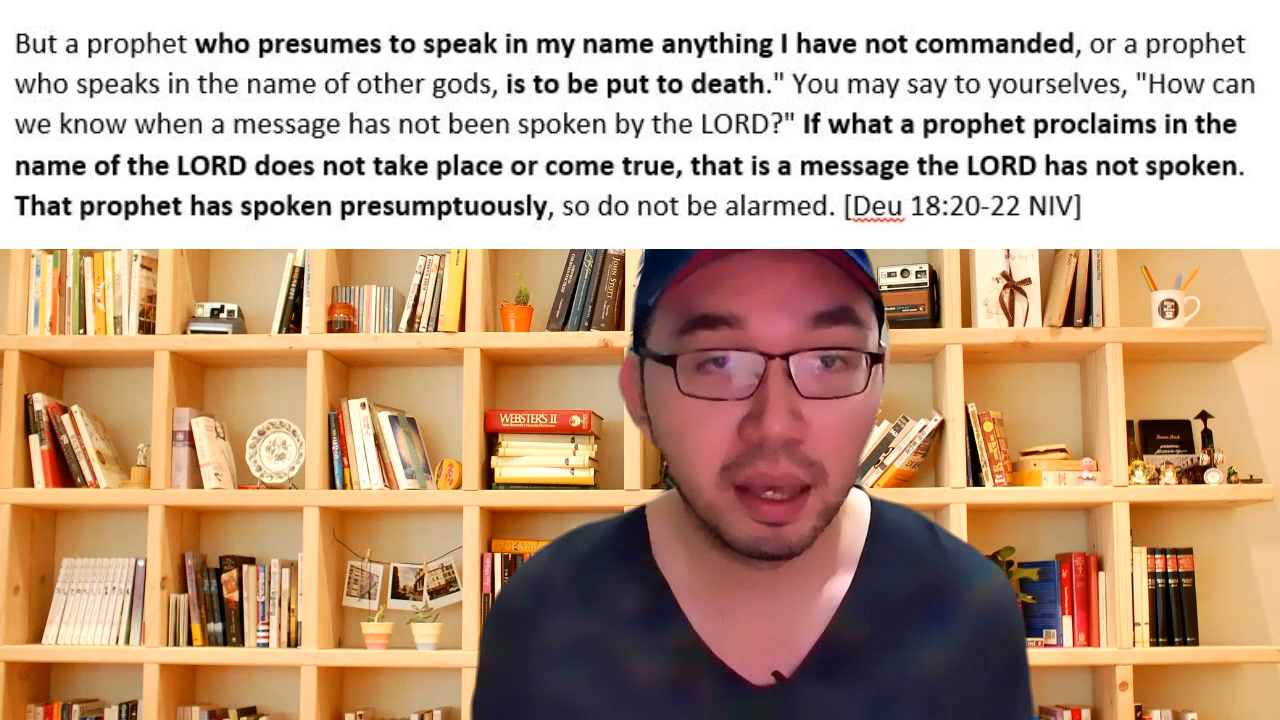 But a prophet who presumes to speak in my name anything I have not commanded, or a prophet
who speaks in the name of other gods, is to be put to death." You may say to yourselves, "How can
we know when a message has not been spoken by the LORD?" If what a prophet proclaims in the
name of the LORD does not take place or come true, that is a message the LORD has not spoken.
That prophet has spoken presumptuously, so do not be alarmed. [Deu 18:20-22 NIV]
JOHN STOTT
WEBSTER'S II